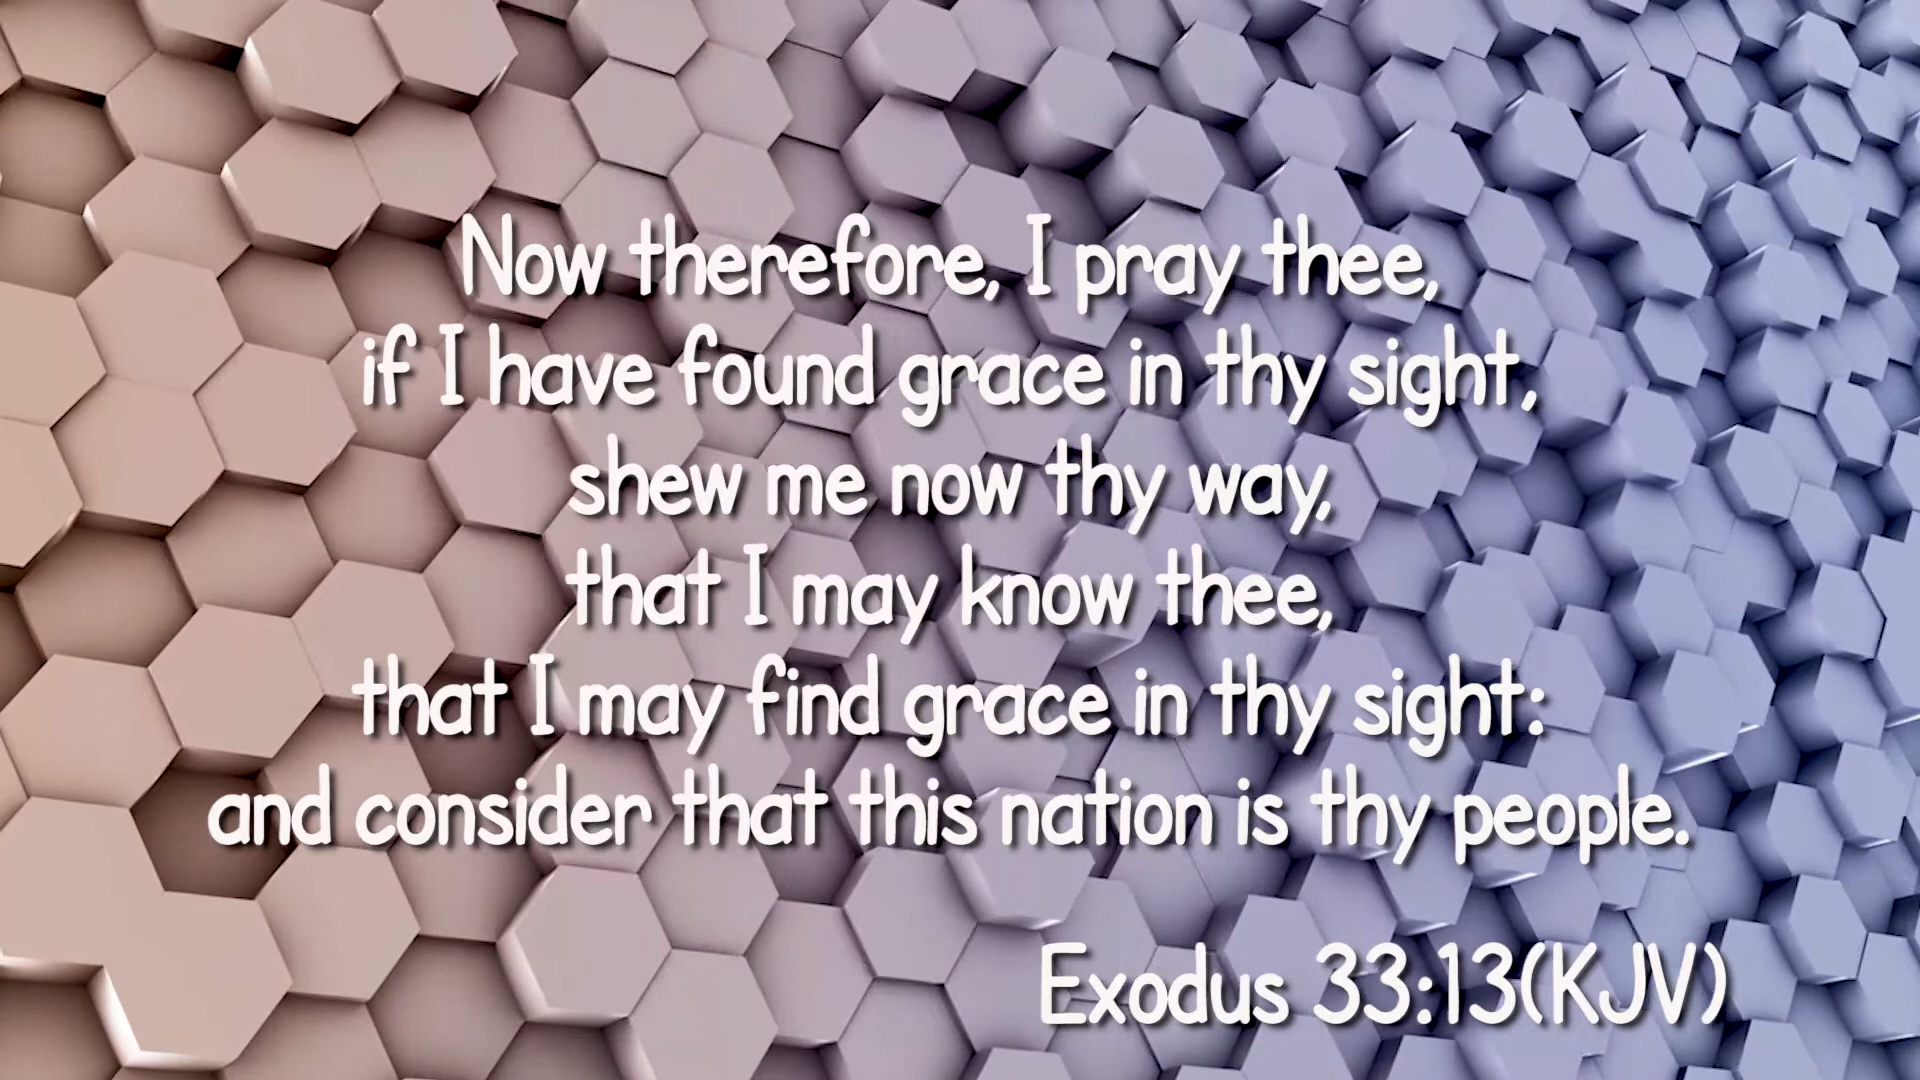 Now therefore, I pray thee,
if I have found grace in thy sight,
shew me now thy way,
that I may know thee,
that I may find grace in thy sight:
and consider that this nation is thy people.
Exodus 33:13(KJV)